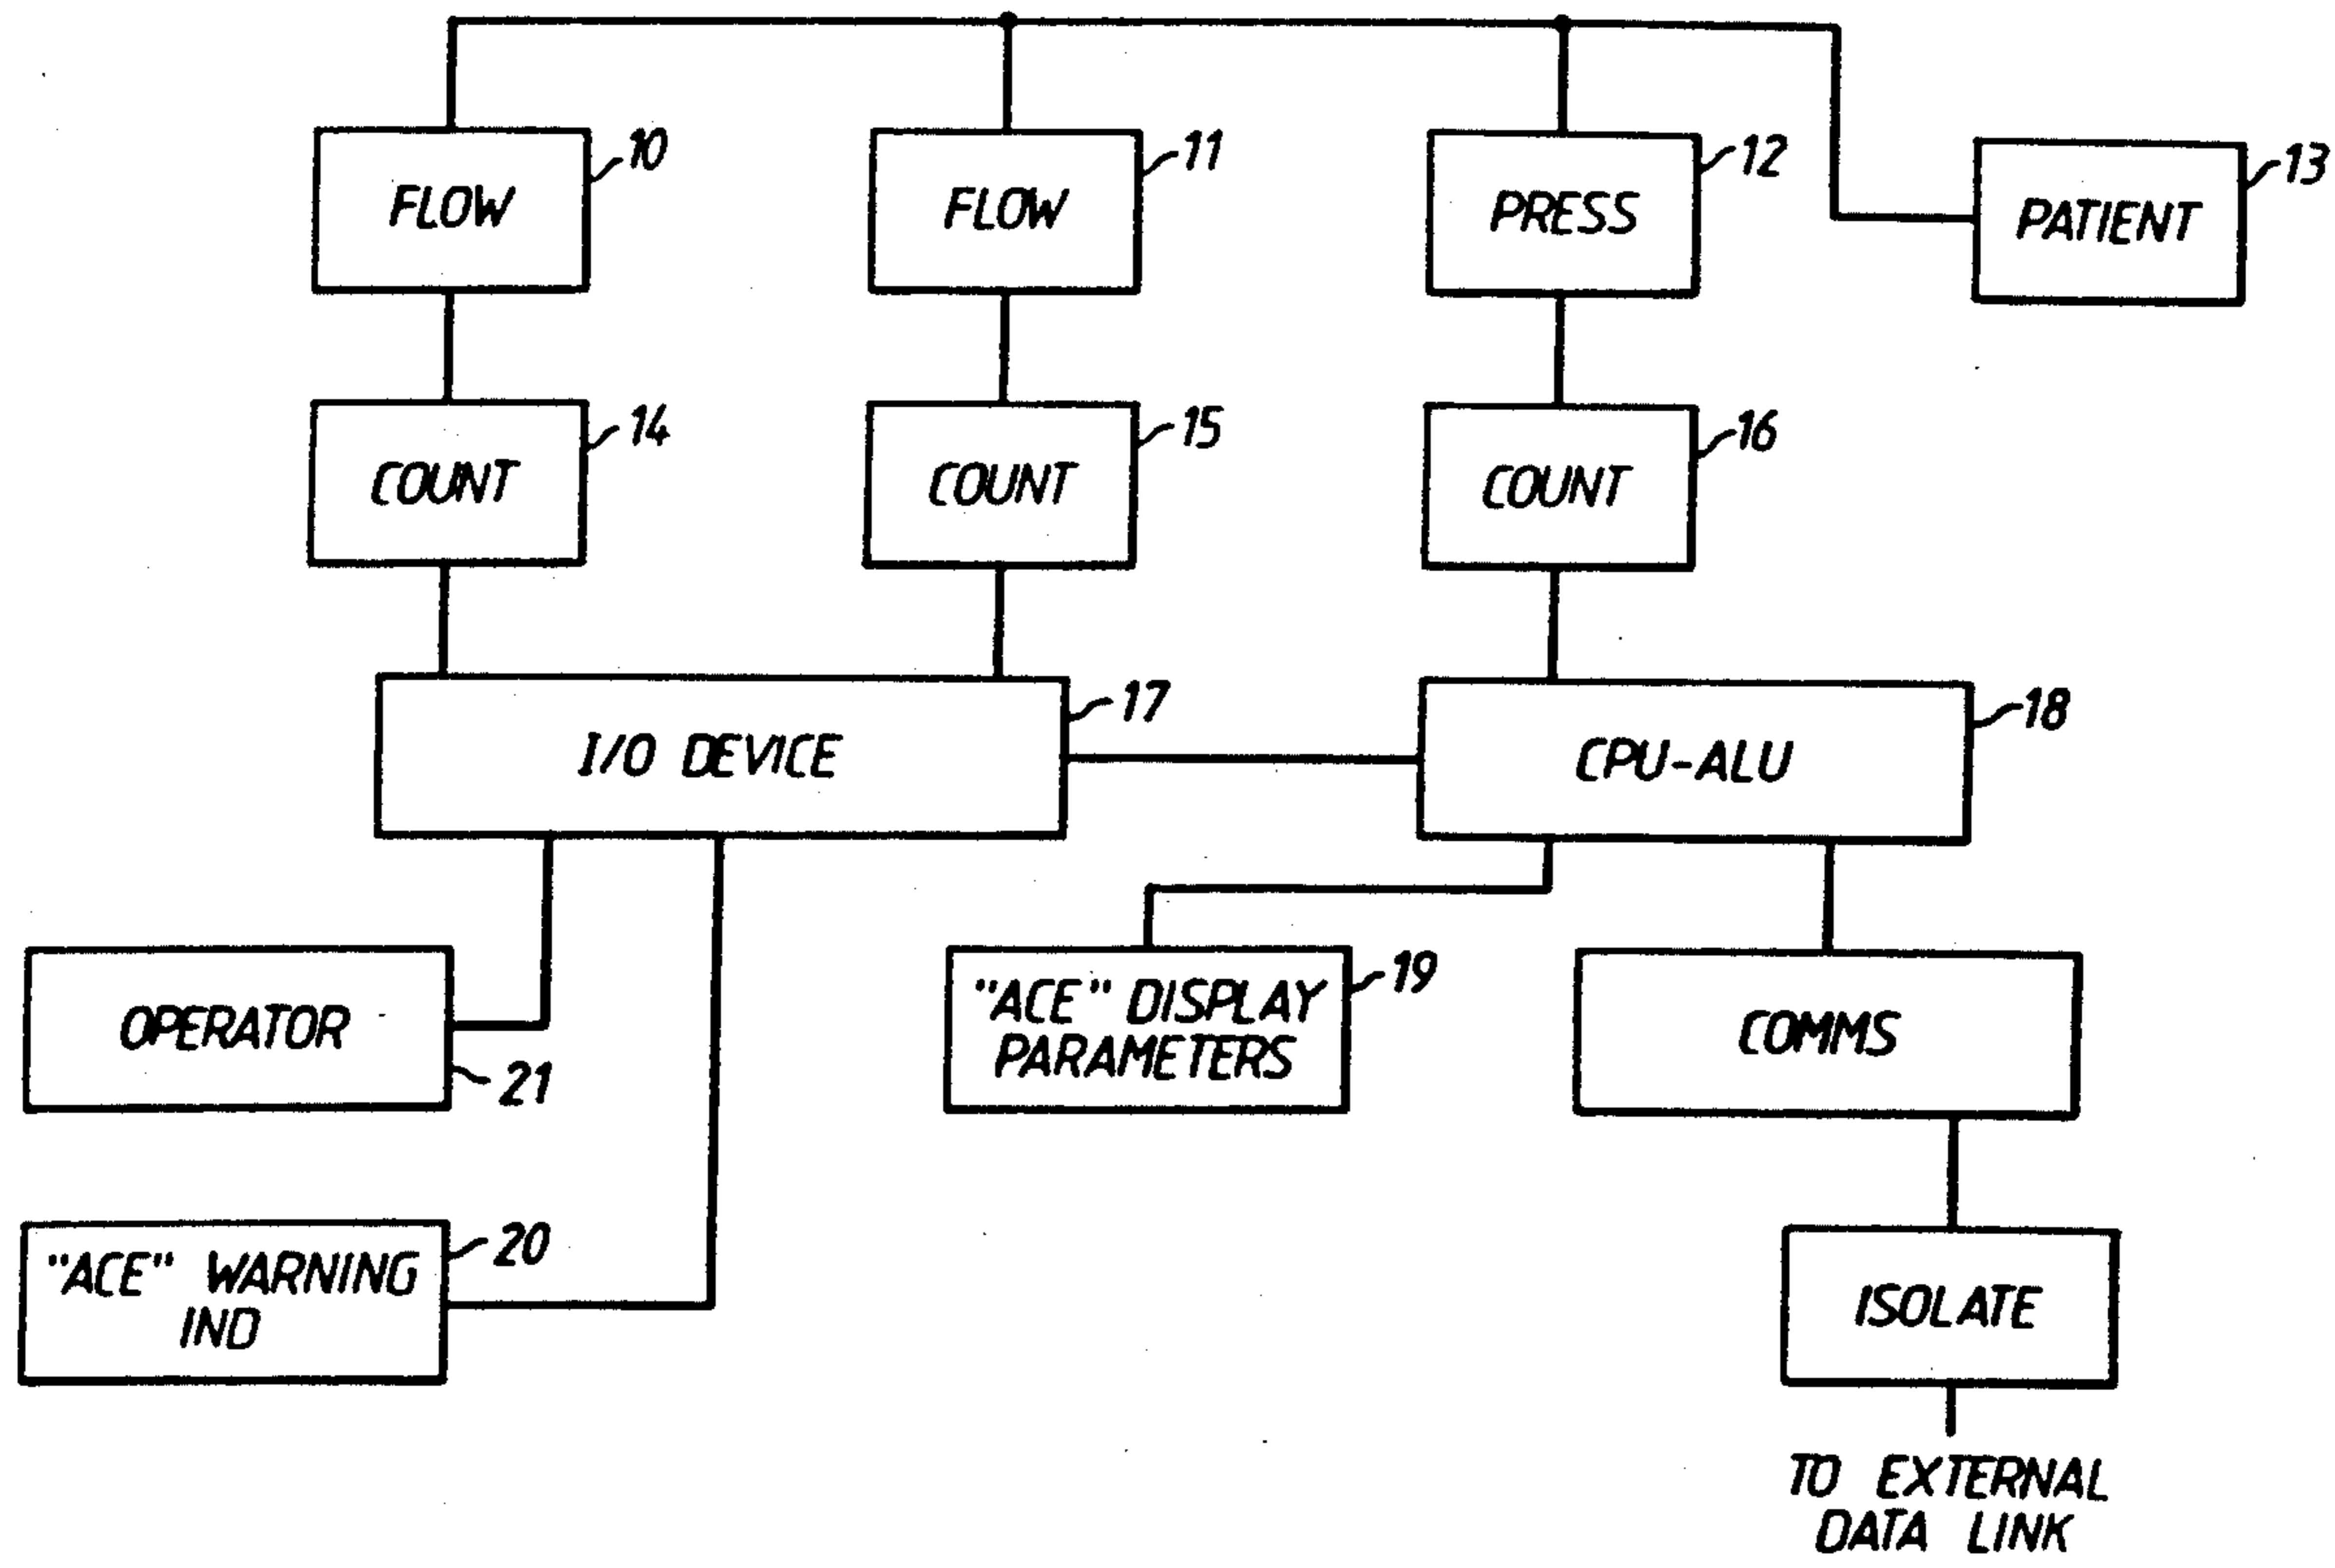 10
11
12
13
FLOW
FLOW
PRESS
PATIENT
14
15
16
COUNT
COUNT
COUNT
17
18
I/O DEVICE
CPU-ALU
19
"ACE" DISPLAY
PARAMETERS
OPERATOR
COMMS
21
20
"ACE" WARNING
IND
ISOLATE
TO EXTERNAL
DATA LINK